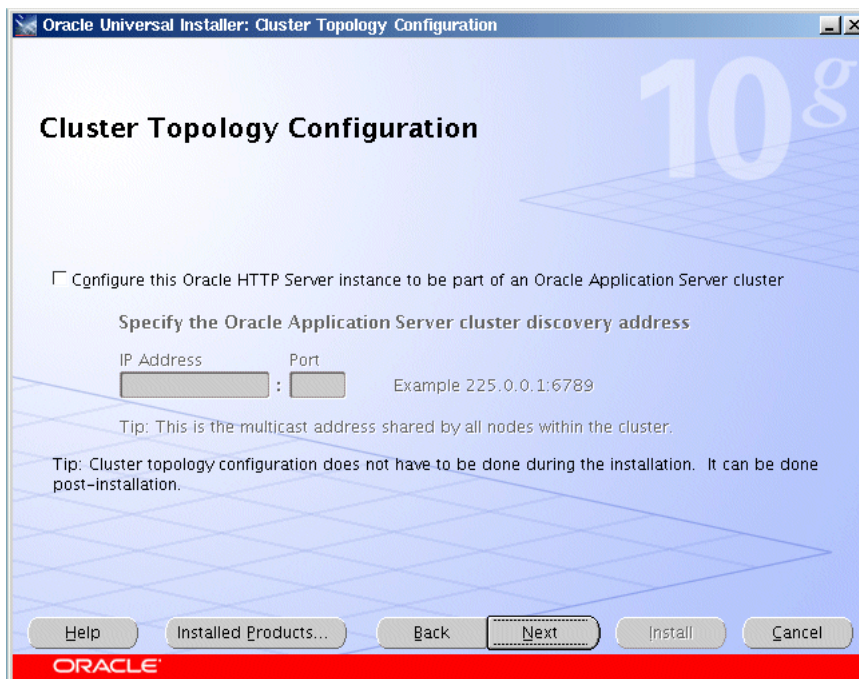 Oracle Universal Installer: Cluster Topology Configuration
10g
Cluster Topology Configuration
Configure this Oracle HTTP Server instance to be part of an Oracle Application Server cluster
Specify the Oracle Application Server cluster discovery address
IP Address Port
: Example 225.0.0.1:6789
Tip: This is the multicast address shared by all nodes within the cluster.
Tip: Cluster topology configuration does not have to be done during the installation. It can be done
post-installation.
Help Installed Products... Back Next Install Cancel
ORACLE